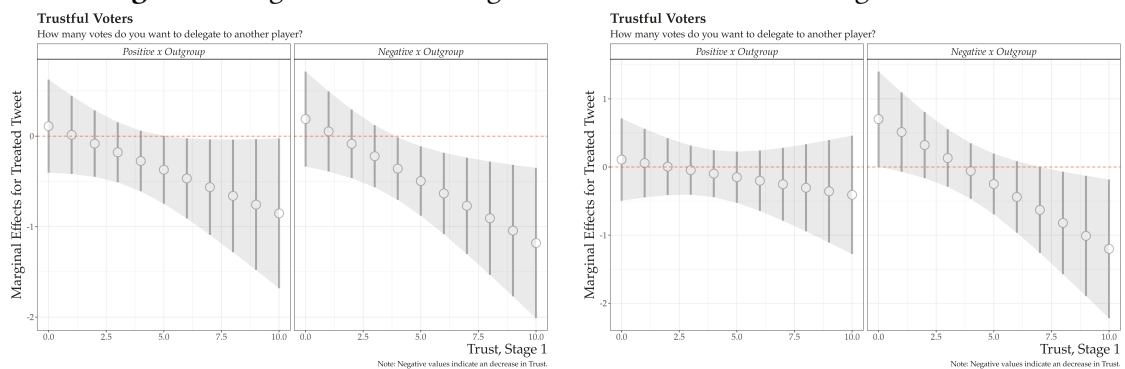 Trustful Voters
How many votes do you want to delegate to another player?
Positive x Outgroup
Negative x Outgroup
Marginal Effects for Treated Tweet
0
-1
-2
0.0 2.5 5.0 7.5 10.0
0.0 2.5 5.0 7.5 10.0
Trust, Stage 1
Note: Negative values indicate an decrease in Trust.
Trustful Voters
How many votes do you want to delegate to another player?
Positive x Outgroup
Negative x Outgroup
Marginal Effects for Treated Tweet
1
0
-1
-2
0.0 2.5 5.0 7.5 10.0
0.0 2.5 5.0 7.5 10.0
Trust, Stage 1
Note: Negative values indicate an decrease in Trust.